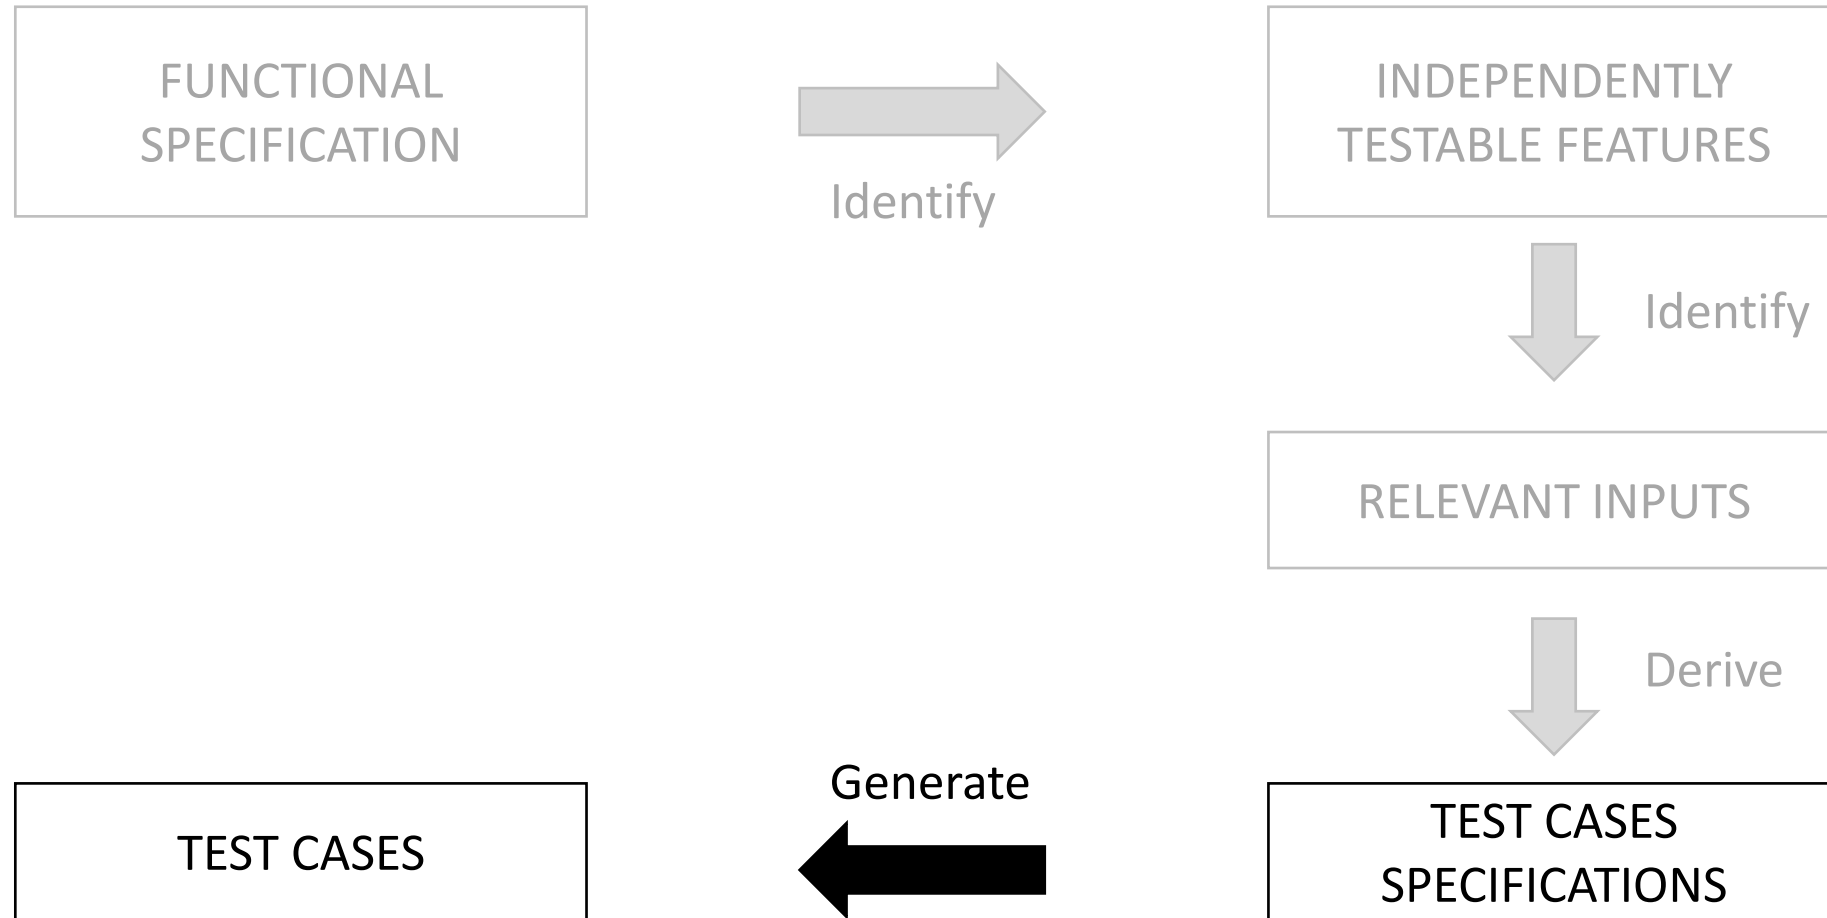 FUNCTIONAL
SPECIFICATION
Identify
INDEPENDENTLY
TESTABLE FEATURES
Identify
RELEVANT INPUTS
Derive
TEST CASES
SPECIFICATIONS
Generate
TEST CASES